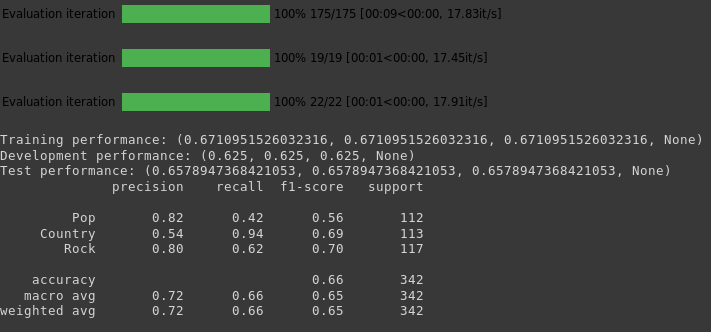 Evaluation iteration 100% 175/175 [00:09<00:00, 17.83it/s]
Evaluation iteration 100% 19/19 [00:01<00:00, 17.45it/s]
Evaluation iteration 100% 22/22 [00:01<00:00, 17.91it/s]
Training performance: (0.6710951526032316, 0.6710951526032316, 0.6710951526032316, None)
Development performance: (0.625, 0.625, 0.625, None)
Test performance: (0.6578947368421053, 0.6578947368421053, 0.6578947368421053, None)
precision recall f1-score support
Pop 0.82 0.42 0.56 112
Country 0.54 0.94 0.69 113
Rock 0.80 0.62 0.70 117
accuracy 0.66 342
macro avg 0.72 0.66 0.65 342
weighted avg 0.72 0.66 0.65 342